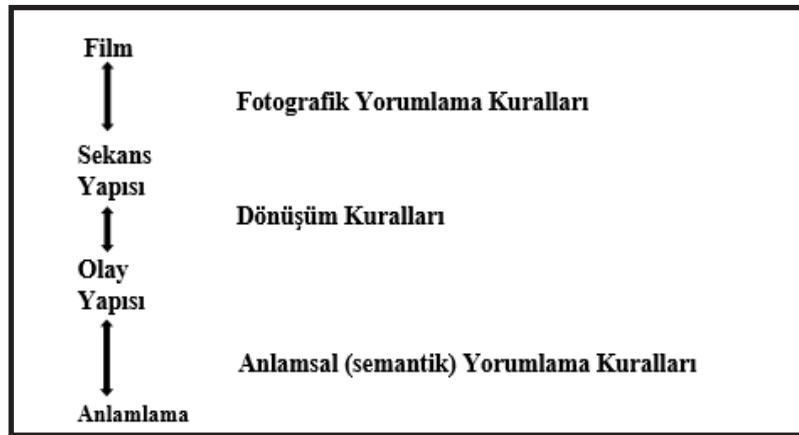 Film
Fotografik Yorumlama Kuralları
Sekans
Yapısı
Dönüşüm Kuralları
Olay
Yapısı
Anlamsal (semantik) Yorumlama Kuralları
Anlamlama